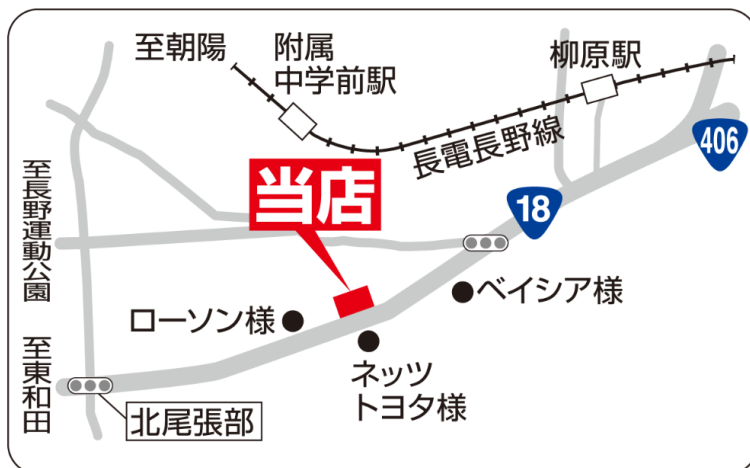 至朝陽
附属
中学前駅
柳原駅
長電長野線
406
18
当店
至長野運動公園
ベイシア様
ローソン様
ネッツ
トヨタ様
至東和田
北尾張部